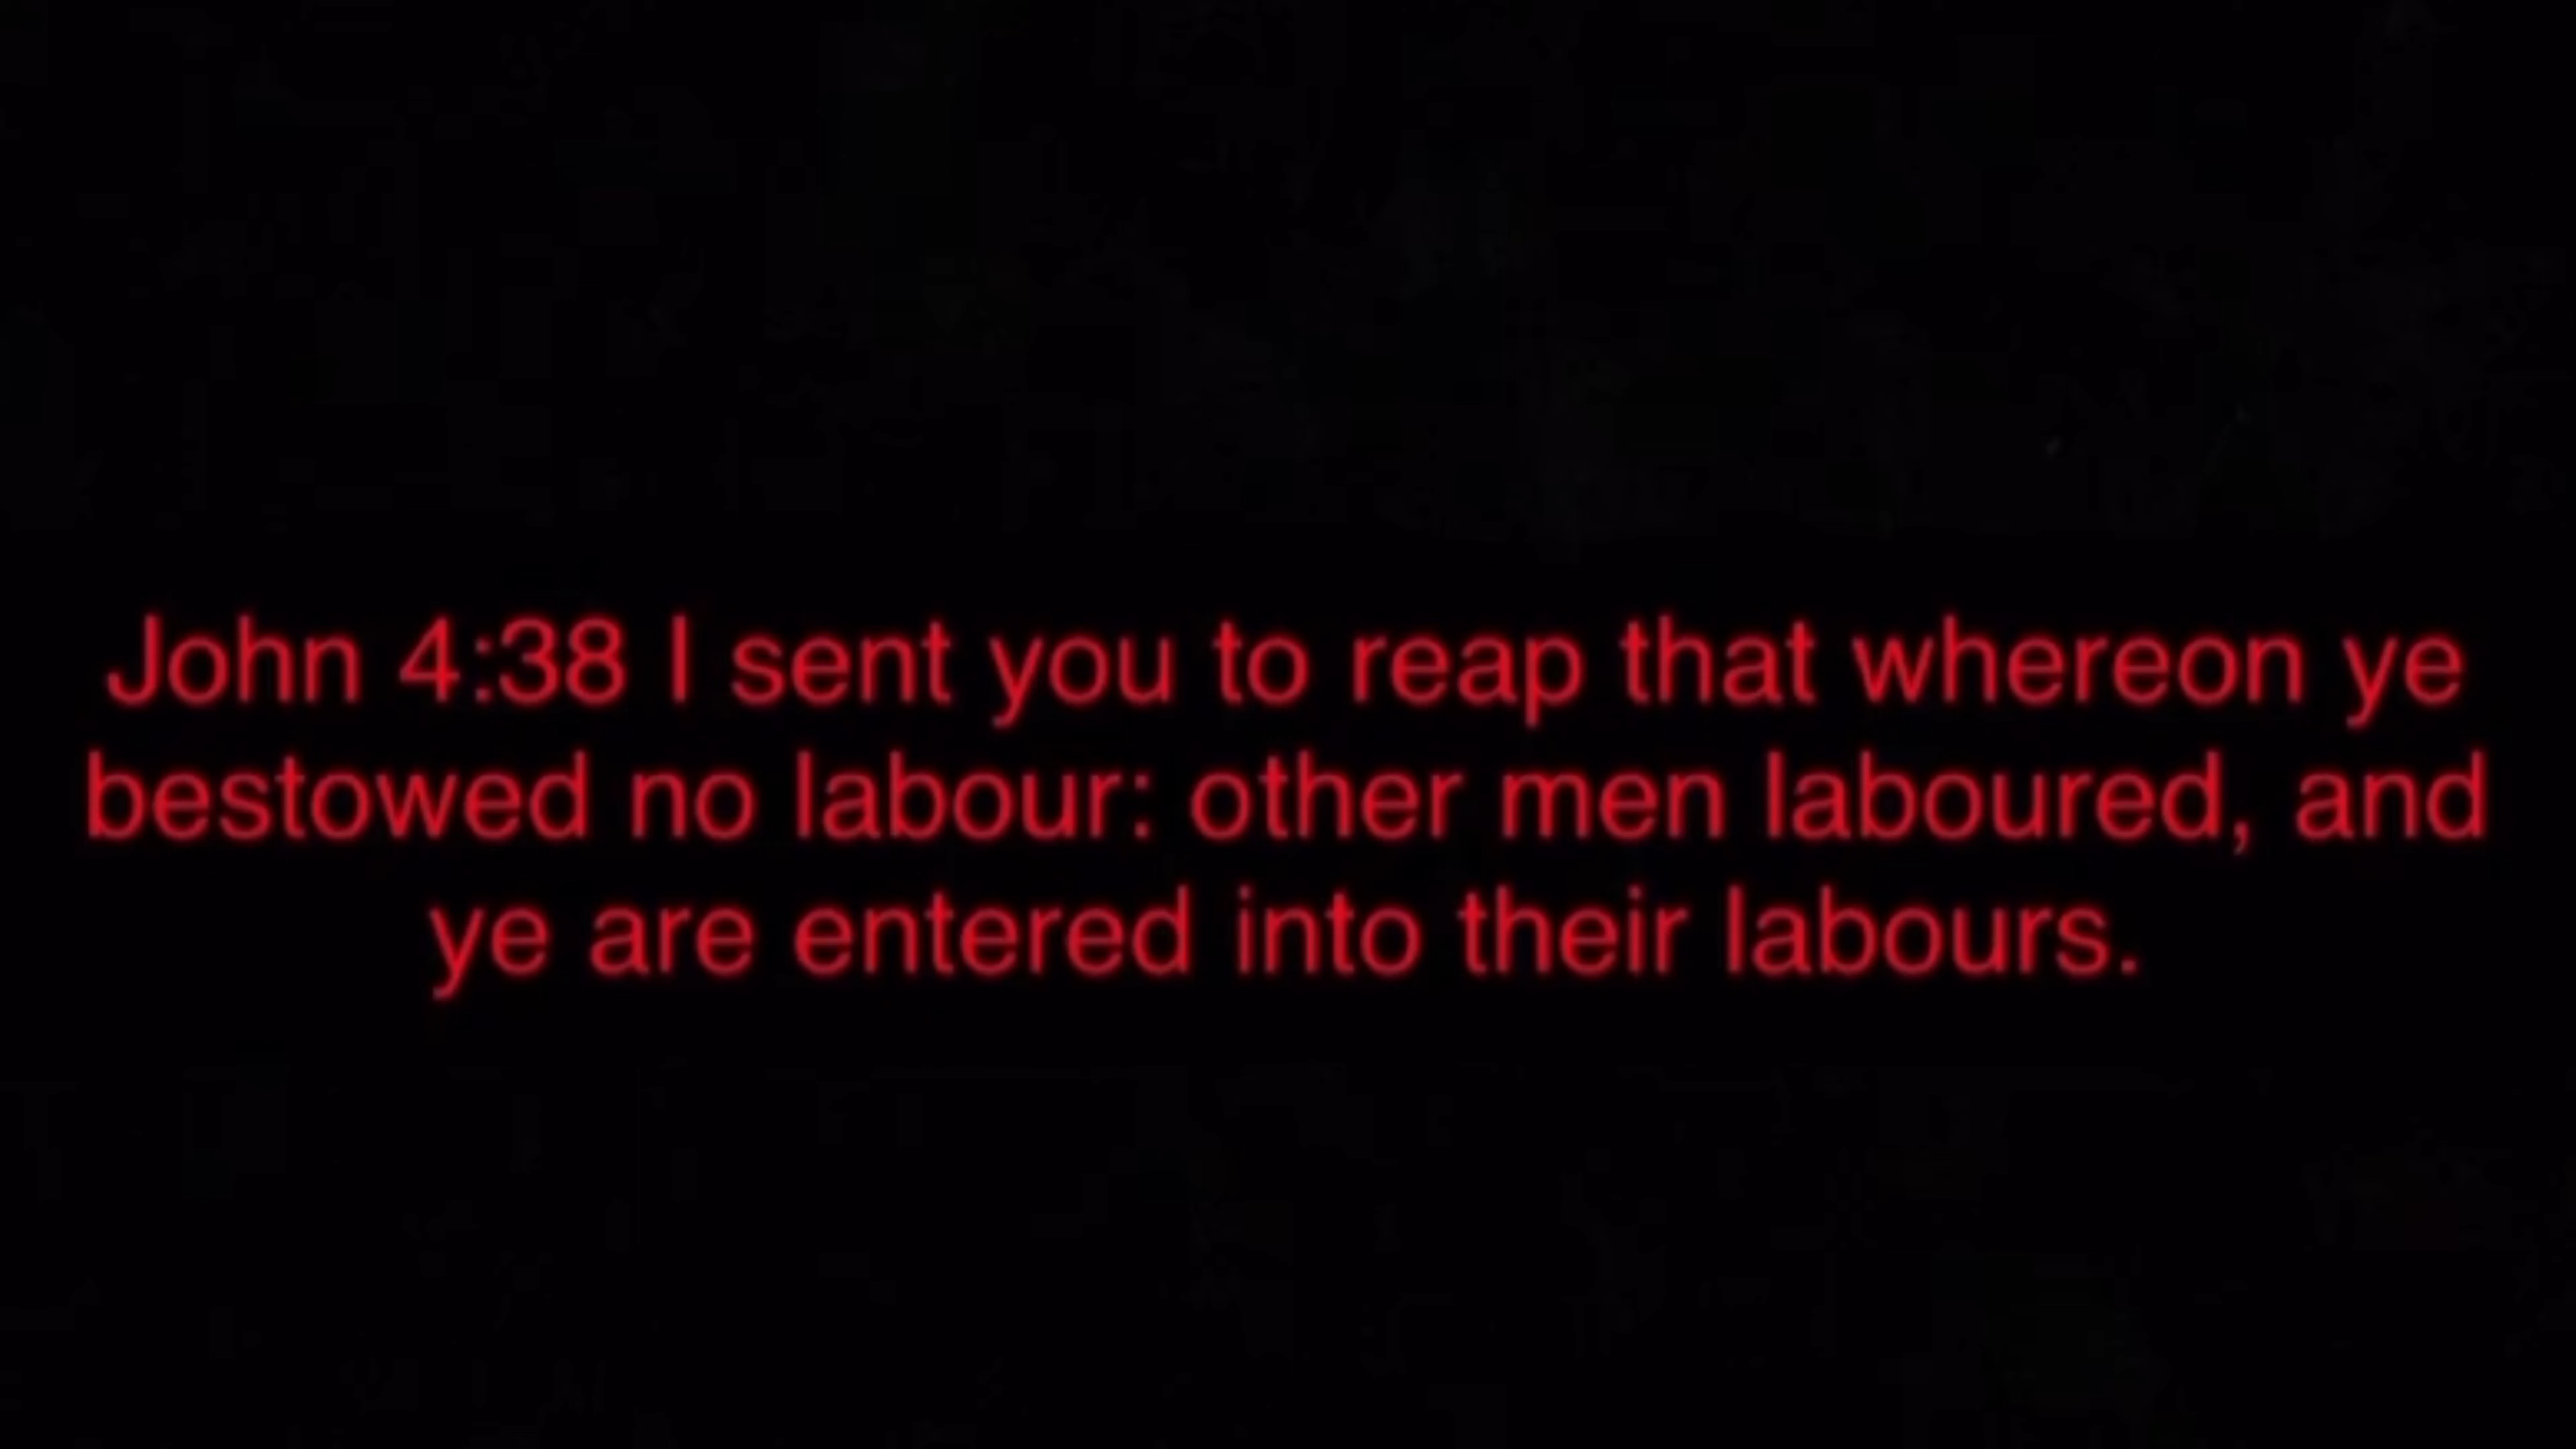 John 4:38 I sent you to reap that whereon ye
bestowed no labour: other men laboured, and
ye are entered into their labours.